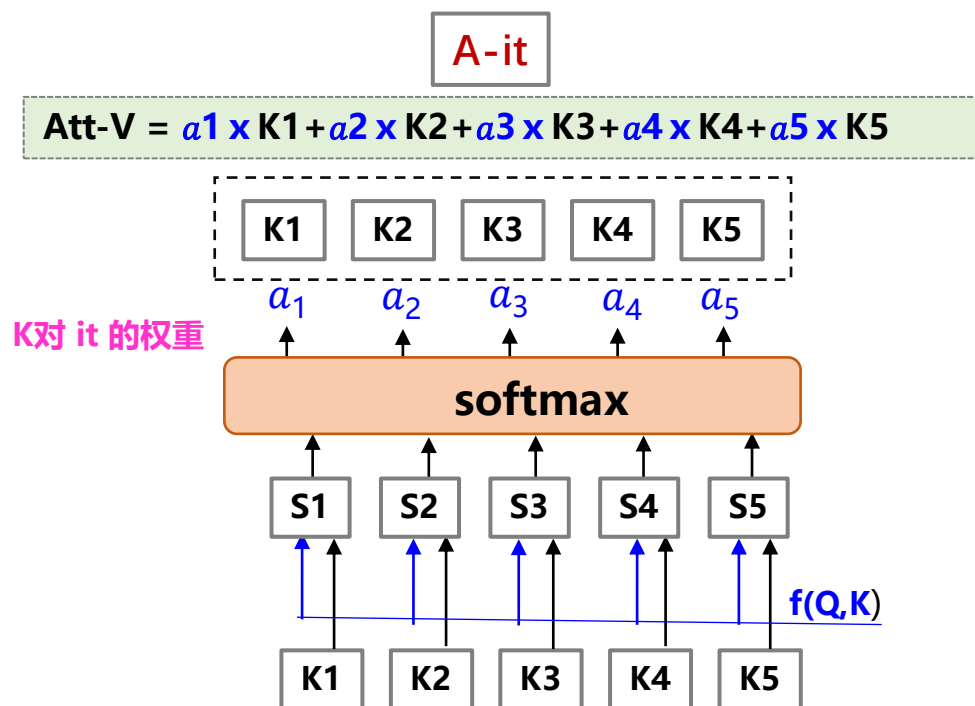 A-it
Att-V = a1 x K1+a2 x K2+a3 x K3+a4 x K4+a5 x K5
K1 K2 K3 K4 K5
a₁ a₂ a₃ a₄ a₅
K对 it 的权重
softmax
S1 S2 S3 S4 S5
f(Q,K)
K1 K2 K3 K4 K5